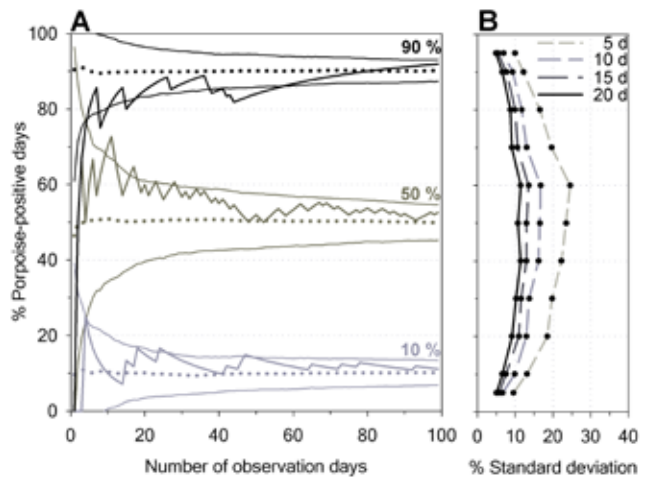 A
B
100
80
60
40
20
0
% Porpoise-positive days
90 %
50 %
10 %
0
20
40
60
80
100
Number of observation days
5 d
10 d
15 d
20 d
0
10
20
30
40
% Standard deviation